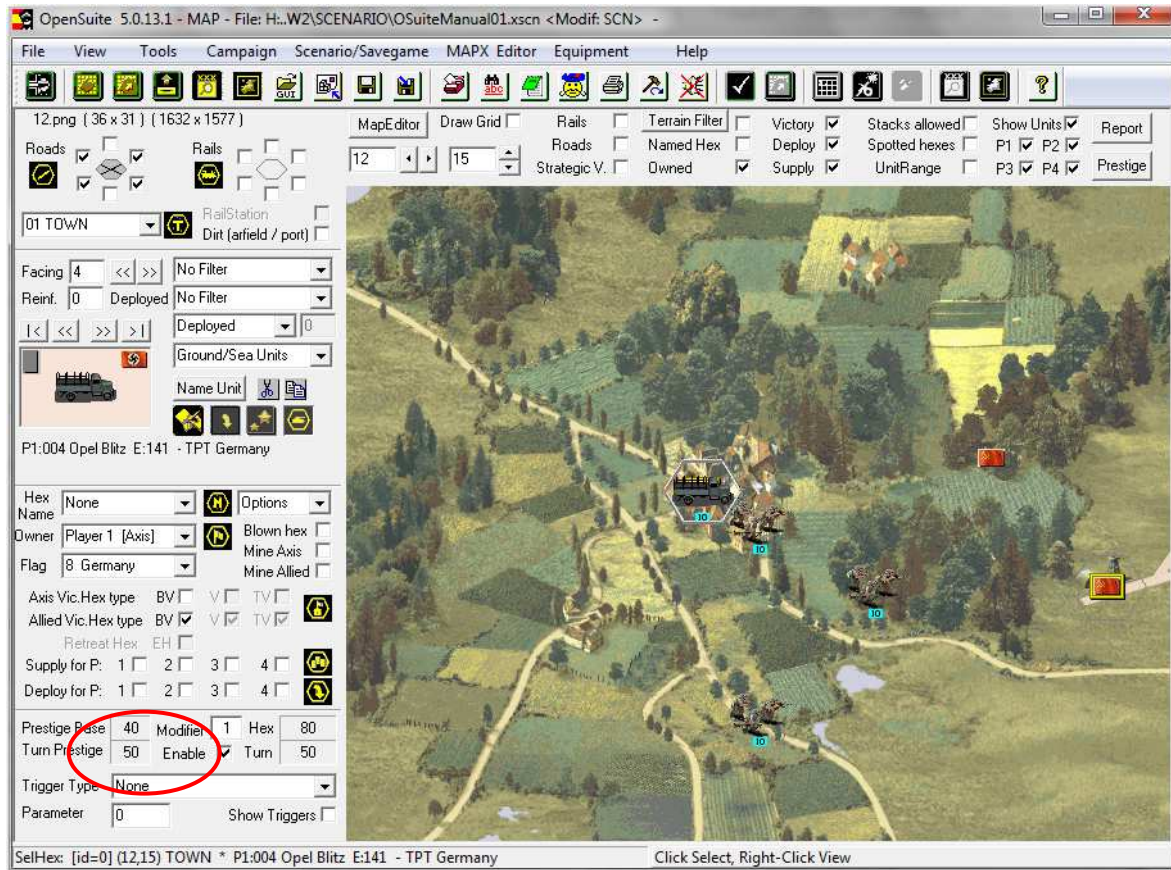 OpenSuite 5.0.13.1 - MAP - File: H:..W2\SCENARIO\OSuiteManual01.xscn <Modif: SCN> -
File View Tools Campaign Scenario/Savegame MAPX Editor Equipment Help
GUI abc ?
12.png ( 36 x 31 ) ( 1632 x 1577 )
MapEditor Draw Grid Rails Terrain Filter Victory Stacks allowed Show Units Report
Roads Rails
Roads Named Hex Deploy Spotted hexes P1 P2
12 15 Strategic V. Owned Supply UnitRange P3 P4 Prestige
01 TOWN T RailStation
Dirt (arfield / port)
Facing 4 << >> No Filter
Reinf. 0 Deployed No Filter
|< << >> >| Deployed 0
Ground/Sea Units
Name Unit
P1:004 Opel Blitz E:141 - TPT Germany
Hex Name None N Options
Owner Player 1 [Axis] Blown hex
Mine Axis
Flag 8 Germany Mine Allied
Axis Vic.Hex type BV V TV
Allied Vic.Hex type BV V TV
Retreat Hex EH
Supply for P: 1 2 3 4
Deploy for P: 1 2 3 4
Prestige Base 40 Modifier 1 Hex 80
Turn Prestige 50 Enable Turn 50
Trigger Type None
Parameter 0 Show Triggers
10
10
10
10
SelHex: [id=0] (12,15) TOWN * P1:004 Opel Blitz E:141 - TPT Germany Click Select, Right-Click View